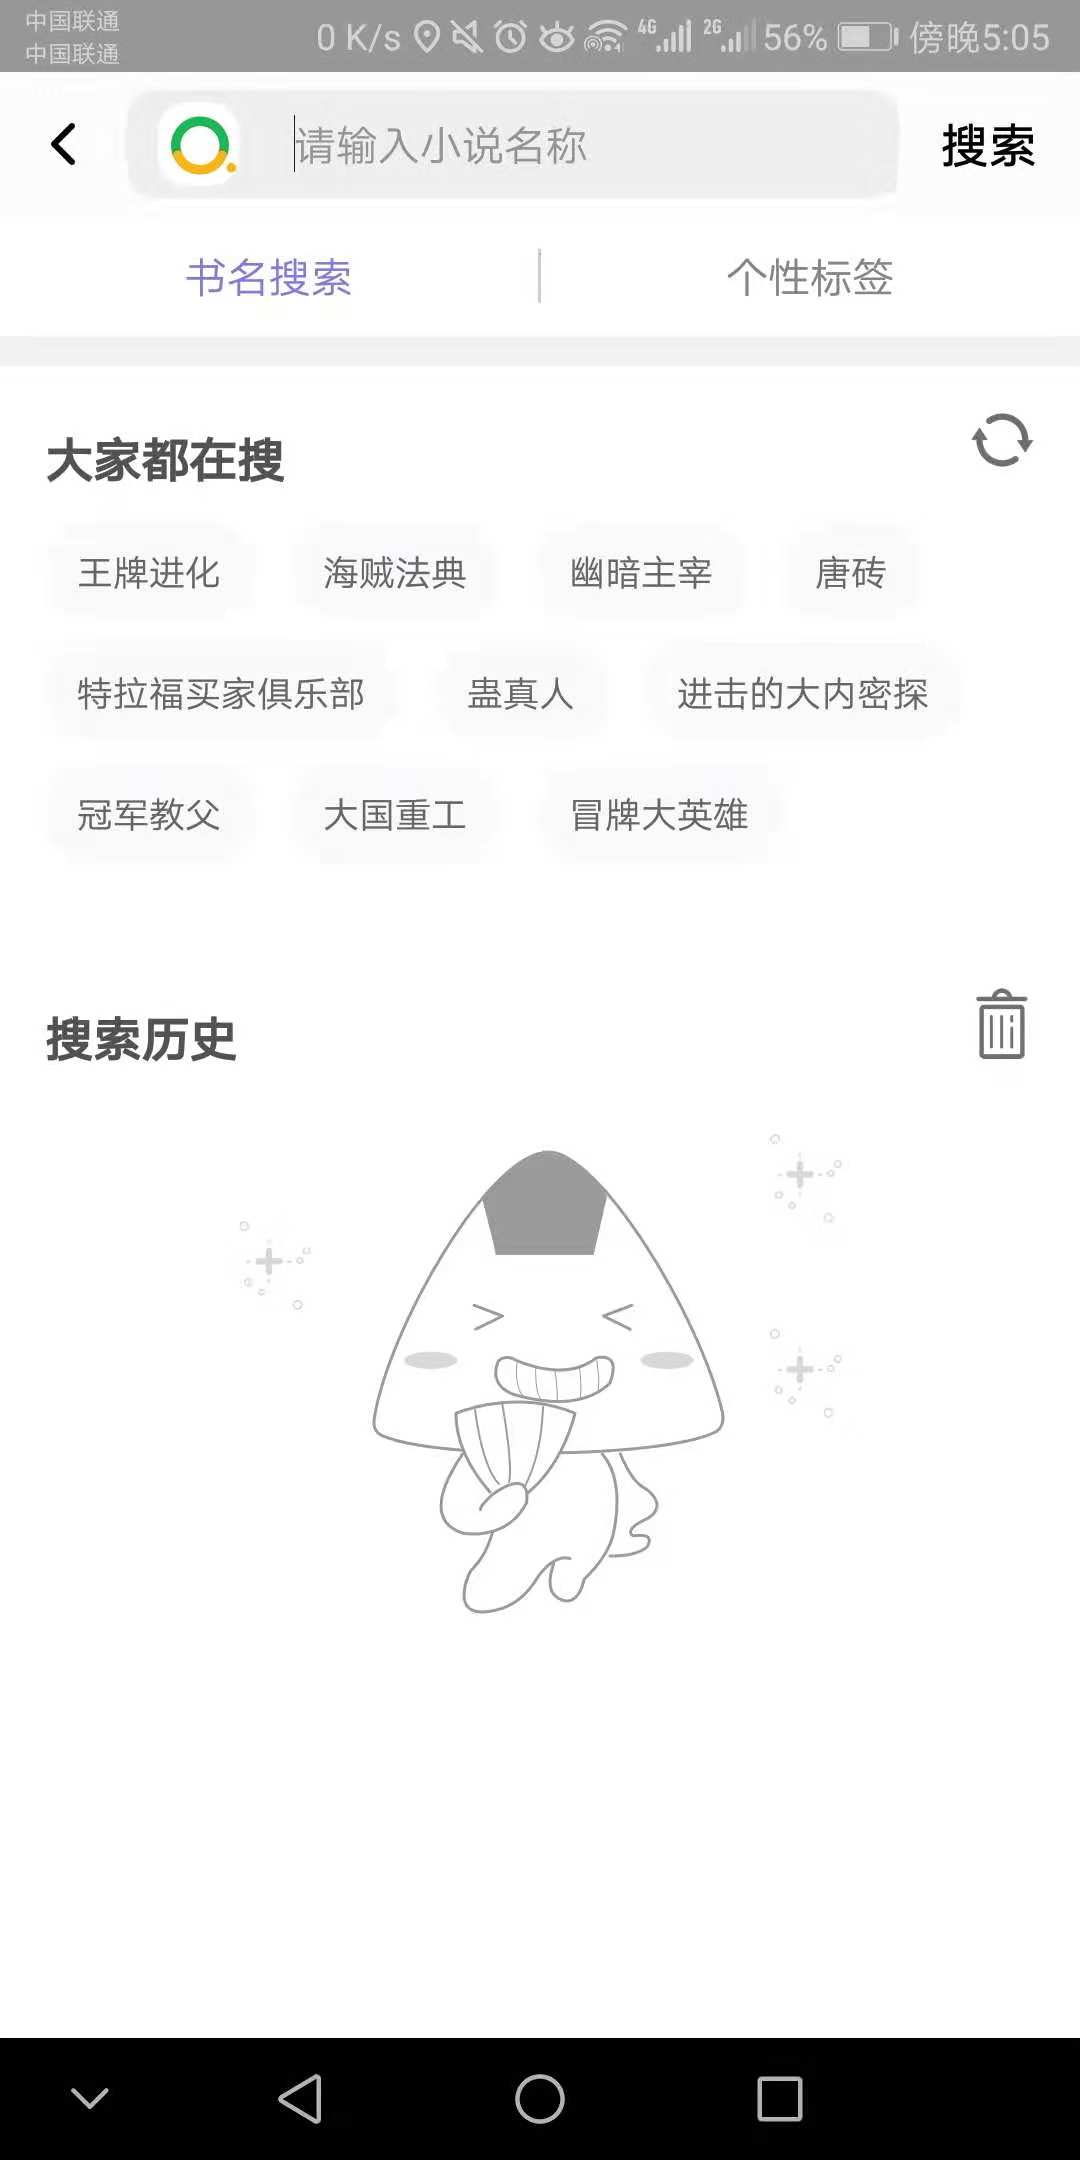 中国联通
中国联通
0 K/s 4G 2G 56% 傍晚5:05
请输入小说名称
搜索
书名搜索
个性标签
大家都在搜
王牌进化 海贼法典 幽暗主宰 唐砖
特拉福买家俱乐部 蛊真人 进击的大内密探
冠军教父 大国重工 冒牌大英雄
搜索历史